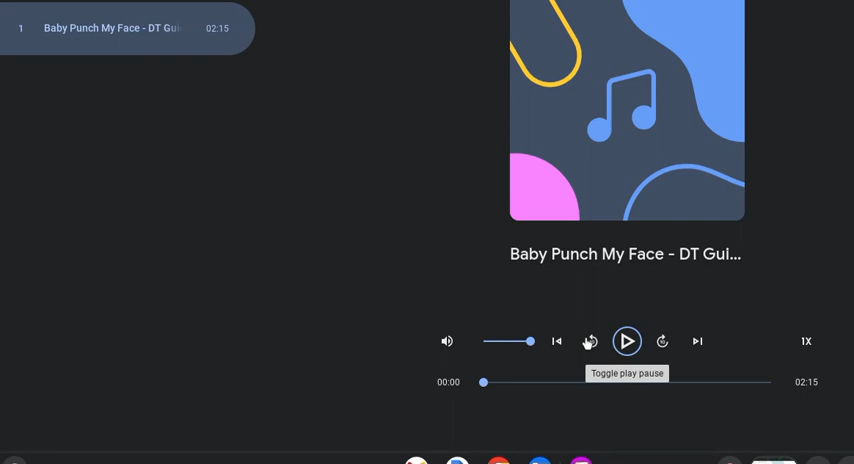 1 Baby Punch My Face - DT Gui 02:15
Baby Punch My Face - DT Gui...
1X
Toggle play pause
00:00 02:15